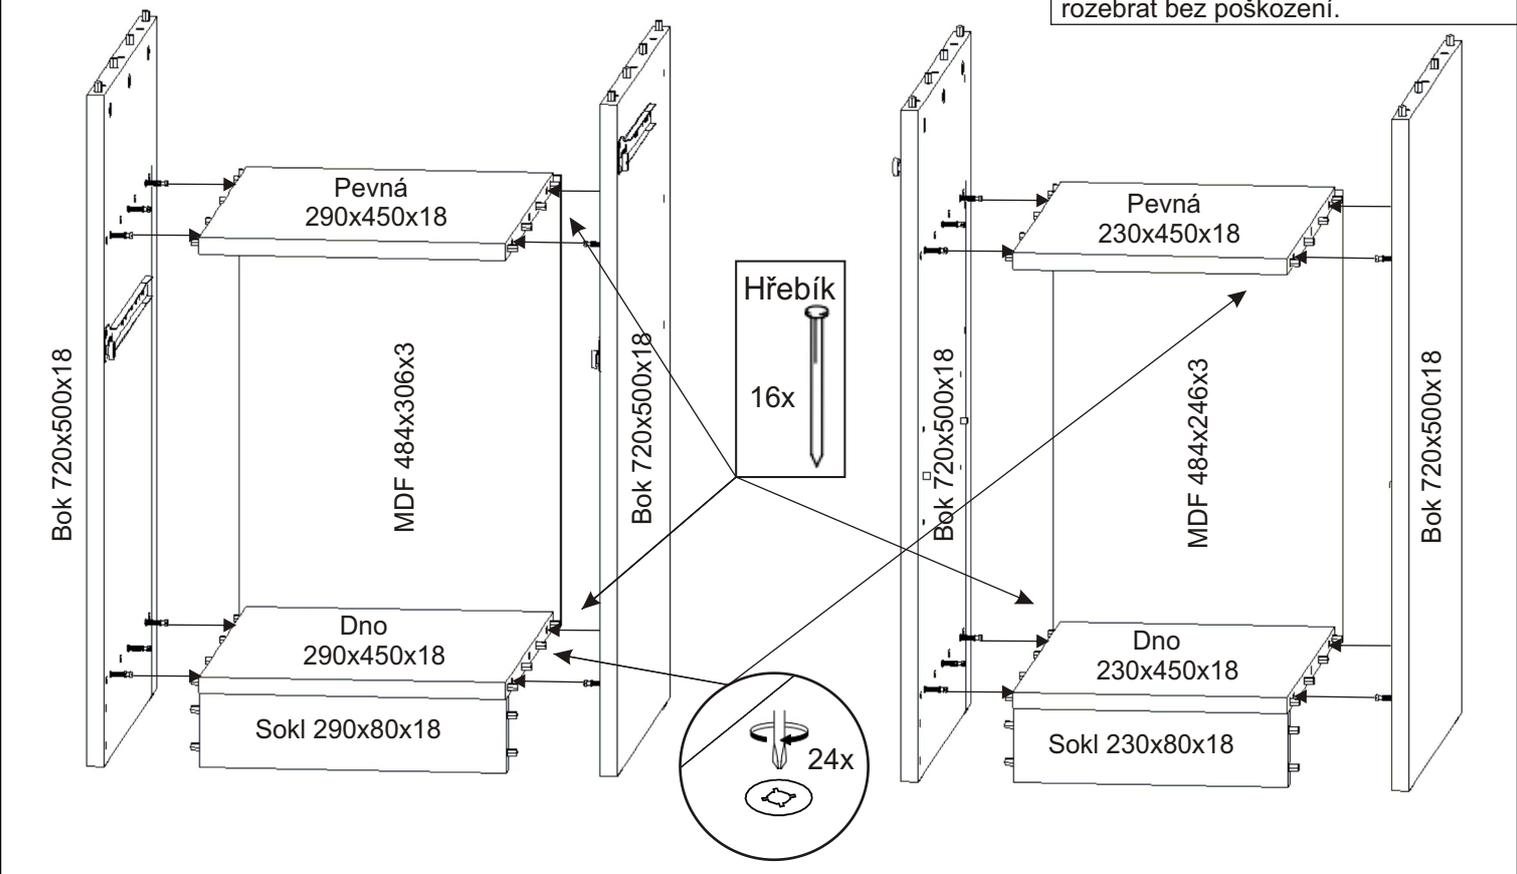 rozebrat bez poškození.
Pevná
290x450x18
Pevná
230x450x18
Hřebík
16x
Bok 720x500x18
MDF 484x306x3
Bok 720x500x18
Bok 720x500x18
MDF 484x246x3
Bok 720x500x18
Dno
290x450x18
Dno
230x450x18
Sokl 290x80x18
Sokl 230x80x18
24x